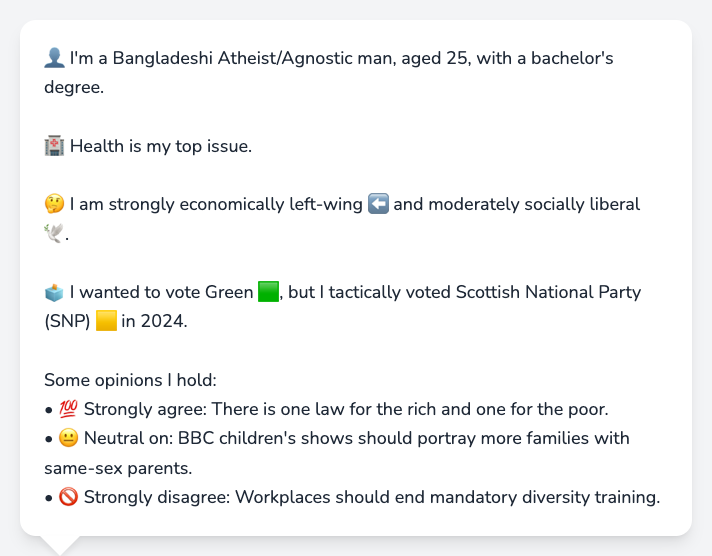 👤 I'm a Bangladeshi Atheist/Agnostic man, aged 25, with a bachelor's
degree.
🏥 Health is my top issue.
🤔 I am strongly economically left-wing ⬅️ and moderately socially liberal
🕊️.
🗳️ I wanted to vote Green 🟩, but I tactically voted Scottish National Party
(SNP) 🟨 in 2024.
Some opinions I hold:
• 💯 Strongly agree: There is one law for the rich and one for the poor.
• 😐 Neutral on: BBC children's shows should portray more families with
same-sex parents.
• 🚫 Strongly disagree: Workplaces should end mandatory diversity training.